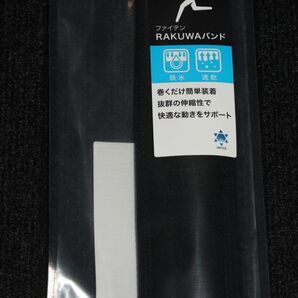 ファイテン
RAKUWAバンド
吸水 速乾
巻くだけ簡単装着
抜群の伸縮性で
快適な動きをサポート